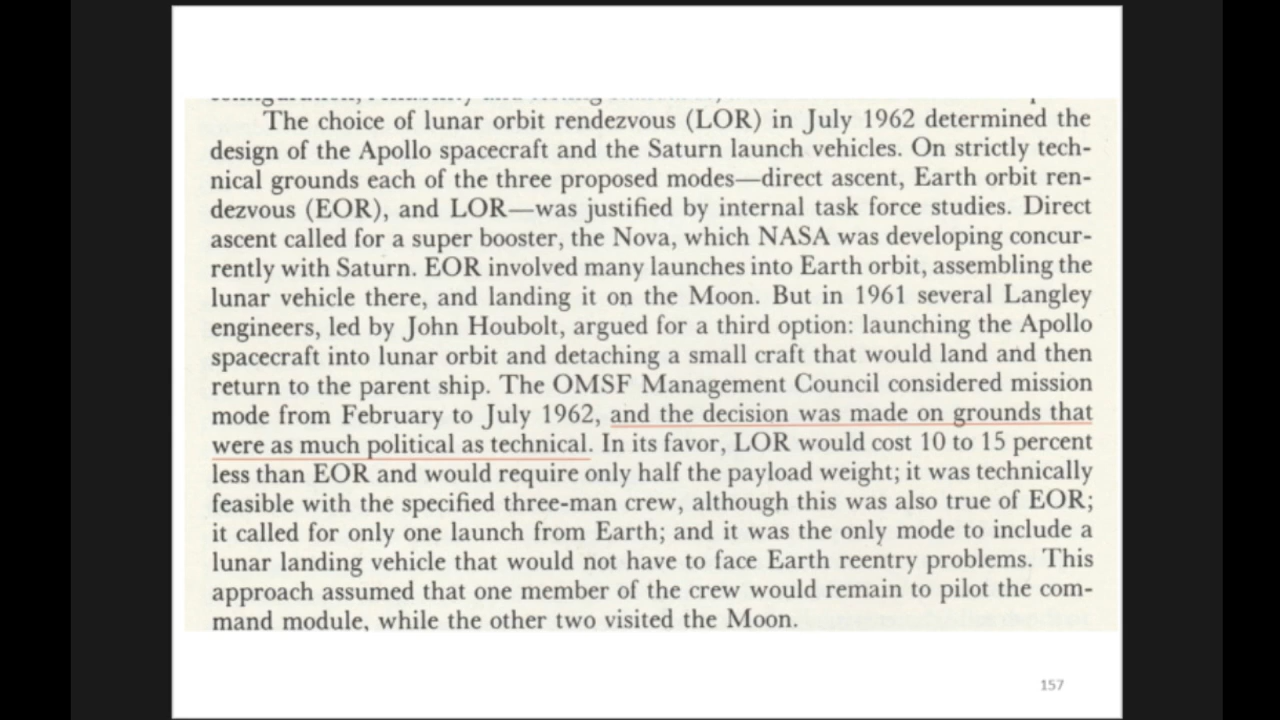 The choice of lunar orbit rendezvous (LOR) in July 1962 determined the
design of the Apollo spacecraft and the Saturn launch vehicles. On strictly tech-
nical grounds each of the three proposed modes—direct ascent, Earth orbit ren-
dezvous (EOR), and LOR—was justified by internal task force studies. Direct
ascent called for a super booster, the Nova, which NASA was developing concur-
rently with Saturn. EOR involved many launches into Earth orbit, assembling the
lunar vehicle there, and landing it on the Moon. But in 1961 several Langley
engineers, led by John Houbolt, argued for a third option: launching the Apollo
spacecraft into lunar orbit and detaching a small craft that would land and then
return to the parent ship. The OMSF Management Council considered mission
mode from February to July 1962, and the decision was made on grounds that
were as much political as technical. In its favor, LOR would cost 10 to 15 percent
less than EOR and would require only half the payload weight; it was technically
feasible with the specified three-man crew, although this was also true of EOR;
it called for only one launch from Earth; and it was the only mode to include a
lunar landing vehicle that would not have to face Earth reentry problems. This
approach assumed that one member of the crew would remain to pilot the com-
mand module, while the other two visited the Moon.
157